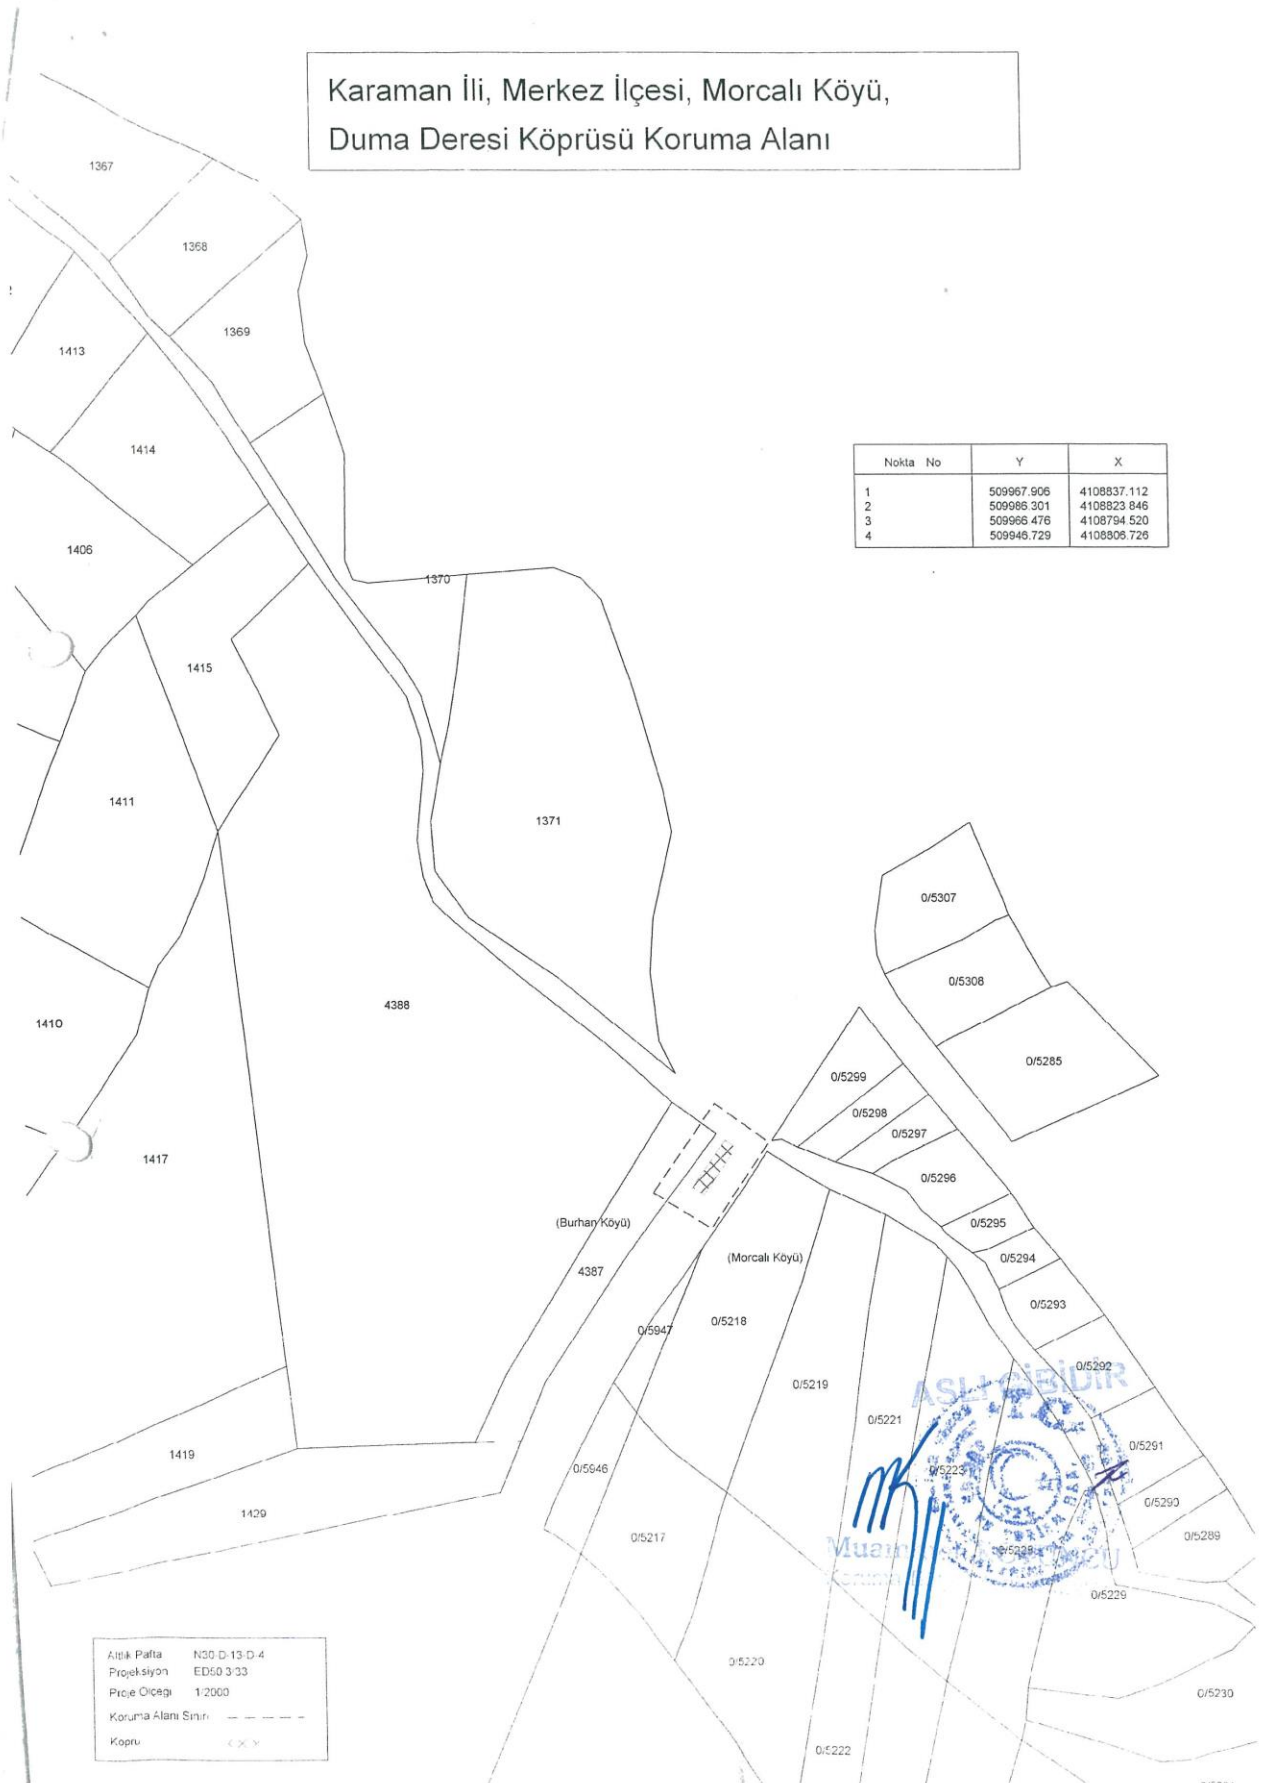 Karaman İli, Merkez İlçesi, Morcalı Köyü,
Duma Deresi Köprüsü Koruma Alanı
1367
1368
1369
1413
1414
Nokta No Y X
1 509967.906 4108837.112
2 509986.301 4108823.846
3 509966.476 4108794.520
4 509946.729 4108806.726
1406
1370
1415
1411
1371
0/5307
0/5308
4388
1410
0/5285
0/5299
0/5298
0/5297
1417
0/5296
(Burhan Köyü)
0/5295
(Morcalı Köyü)
0/5294
4387
0/5293
0/5218
0/5947
0/5292
0/5219
ASLI GİBİDİR
0/5221
0/5291
1419
0/5946
0/5223
0/5290
1429
0/5217
0/5289
0/5228
0/5229
0/5220
0/5230
0/5222
Altlık Pafta N30-D-13-D-4
Projeksiyon ED50 3/33
Proje Ölçeği 1/2000
Koruma Alanı Sınırı
Köprü